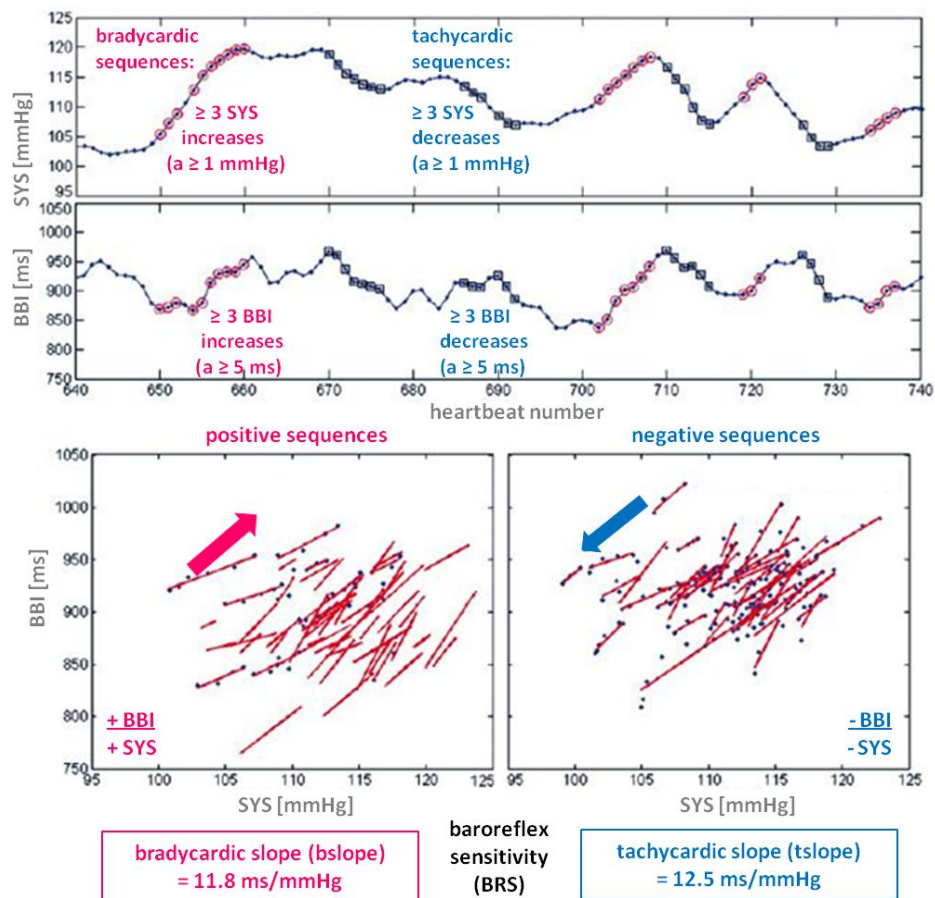 125
120
115
110
105
100
95
SYS [mmHg]
bradycardic
sequences:
≥ 3 SYS
increases
(a ≥ 1 mmHg)
tachycardic
sequences:
≥ 3 SYS
decreases
(a ≥ 1 mmHg)
1050
1000
950
900
850
800
750
BBI [ms]
≥ 3 BBI
increases
(a ≥ 5 ms)
≥ 3 BBI
decreases
(a ≥ 5 ms)
640 650 660 670 680 690 700 710 720 730 740
heartbeat number
positive sequences
1050
1000
950
900
850
800
750
BBI [ms]
+ BBI
+ SYS
95 100 105 110 115 120 125
SYS [mmHg]
negative sequences
- BBI
- SYS
95 100 105 110 115 120 125
SYS [mmHg]
bradycardic slope (bslope)
= 11.8 ms/mmHg
baroreflex
sensitivity
(BRS)
tachycardic slope (tslope)
= 12.5 ms/mmHg